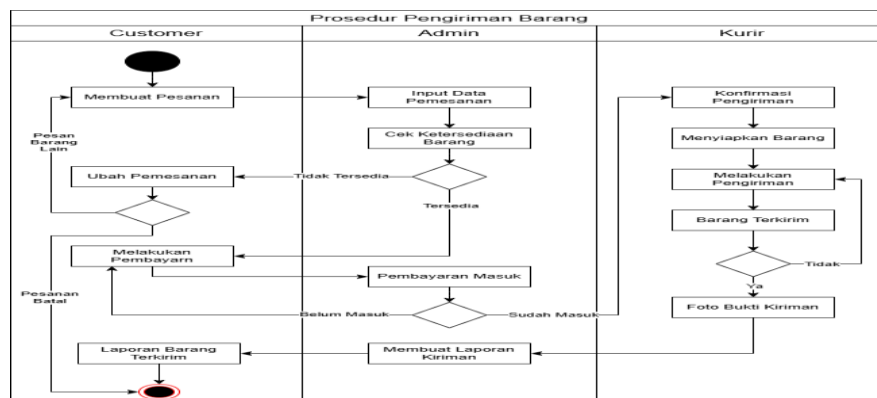 Prosedur Pengiriman Barang
Customer
Admin
Kurir
Membuat Pesanan
Input Data
Pemesanan
Konfirmasi
Pengiriman
Pesan
Barang
Lain
Cek Ketersediaan
Barang
Menyiapkan Barang
Ubah Pemesanan
Tidak Tersedia
Melakukan
Pengiriman
Tersedia
Barang Terkirim
Melakukan
Pembayarn
Pembayaran Masuk
Tidak
Ya
Pesanan
Batal
Belum Masuk
Sudah Masuk
Foto Bukti Kiriman
Laporan Barang
Terkirim
Membuat Laporan
Kiriman